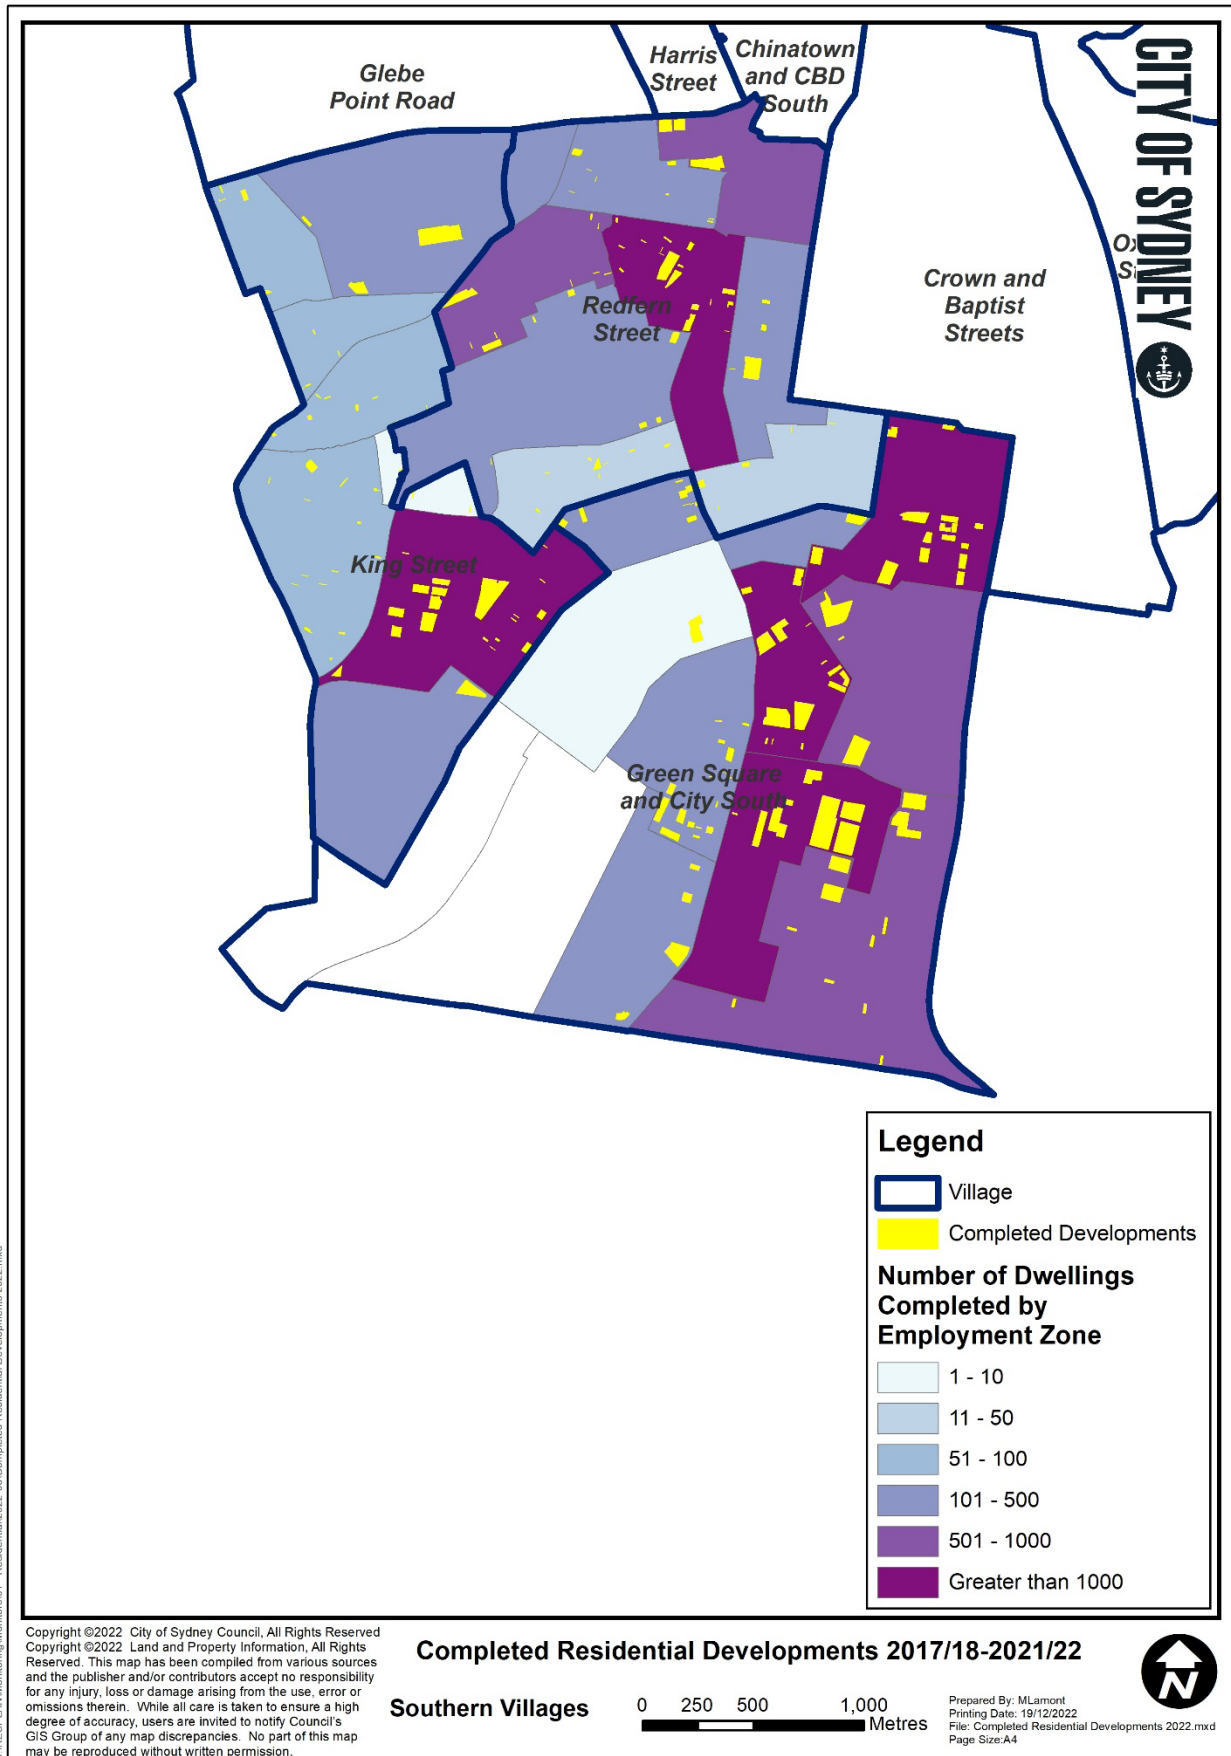 Glebe
Point Road
Harris
Street
Chinatown
and CBD
South
CITY OF SYDNEY
Crown and
Baptist
Streets
Redfern
Street
King Street
Green Square
and City South
Legend
Village
Completed Developments
Number of Dwellings
Completed by
Employment Zone
1 - 10
11 - 50
51 - 100
101 - 500
501 - 1000
Greater than 1000
Copyright ©2022 City of Sydney Council, All Rights Reserved
Copyright ©2022 Land and Property Information, All Rights
Reserved. This map has been compiled from various sources
and the publisher and/or contributors accept no responsibility
for any injury, loss or damage arising from the use, error or
omissions therein. While all care is taken to ensure a high
degree of accuracy, users are invited to notify Council's
GIS Group of any map discrepancies. No part of this map
may be reproduced without written permission.
Completed Residential Developments 2017/18-2021/22
Southern Villages
0 250 500 1,000
Metres
N
Prepared By: MLamont
Printing Date: 19/12/2022
File: Completed Residential Developments 2022.mxd
Page Size:A4